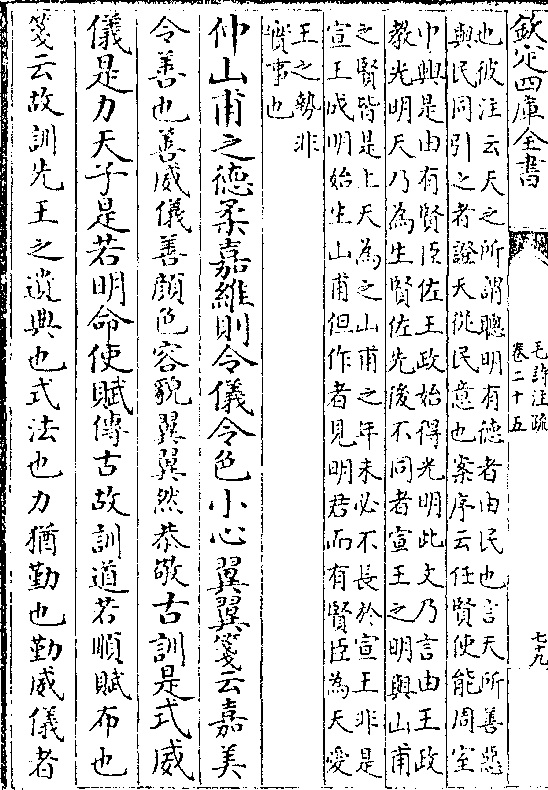 欽定四庫全書
毛詩注疏
卷二十五
七九
也彼注云天之所謂聰明有德者由民也言天所善惡
與民同引之者證天從民意也案序云任賢使能周室
中興是由有賢臣佐王政始得光明此文乃言由王政
教光明天乃為生賢佐先後不同者宣王之明與山甫
之賢皆是上天為之山甫之年未必不長於宣王非是
宣王成明始生山甫但作者見明君而有賢臣為天愛
王之勢非
實事也
仲山甫之德柔嘉維則令儀令色小心翼翼箋云嘉美
令善也善威儀善顔色容貌翼翼然恭敬古訓是式威
儀是力天子是若明命使賦傳古故訓道若順賦布也
箋云故訓先王之遺典也式法也力猶勤也勤威儀者